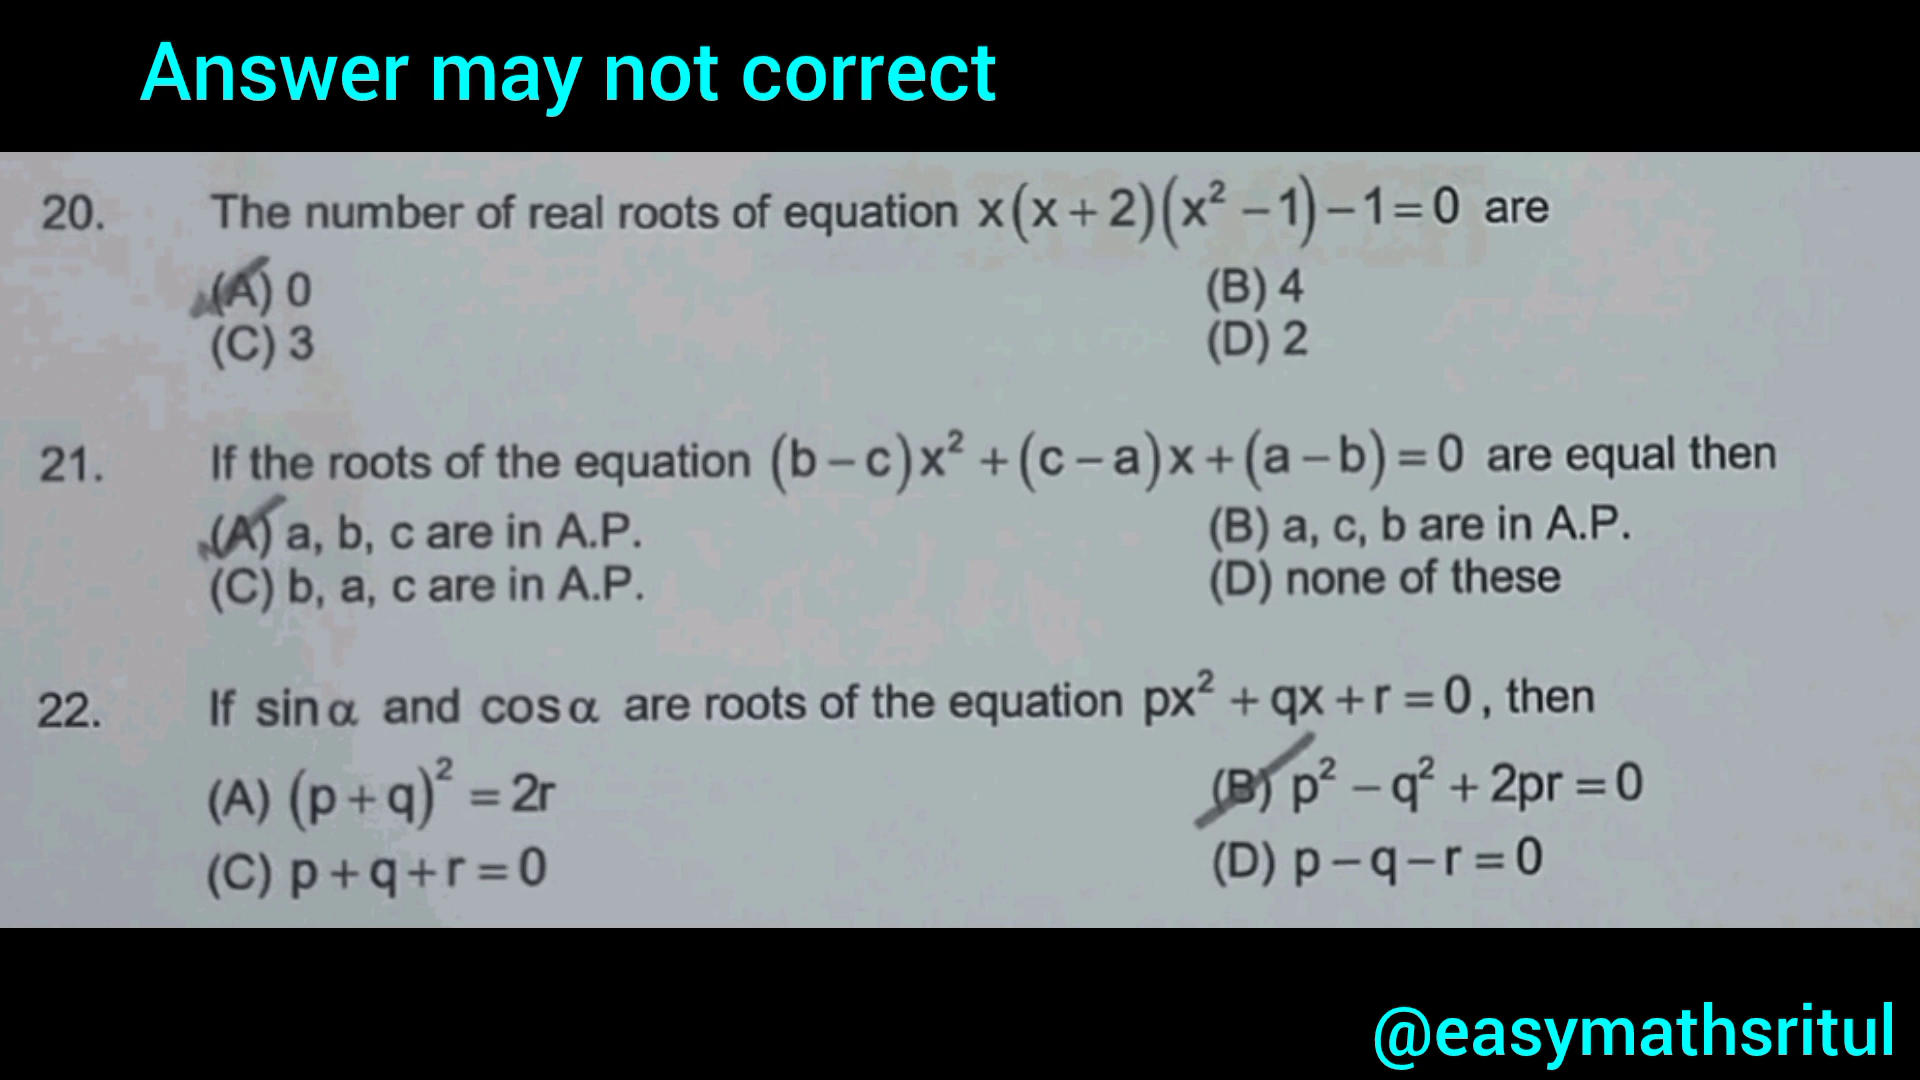 Answer may not correct
20. The number of real roots of equation x(x+2)(x²−1)−1=0 are
(A) 0 (B) 4
(C) 3 (D) 2
21. If the roots of the equation (b−c)x²+(c−a)x+(a−b)=0 are equal then
(A) a, b, c are in A.P. (B) a, c, b are in A.P.
(C) b, a, c are in A.P. (D) none of these
22. If sin α and cos α are roots of the equation px²+qx+r=0, then
(A) (p+q)²=2r (B) p²−q²+2pr=0
(C) p+q+r=0 (D) p−q−r=0
@easymathsritul